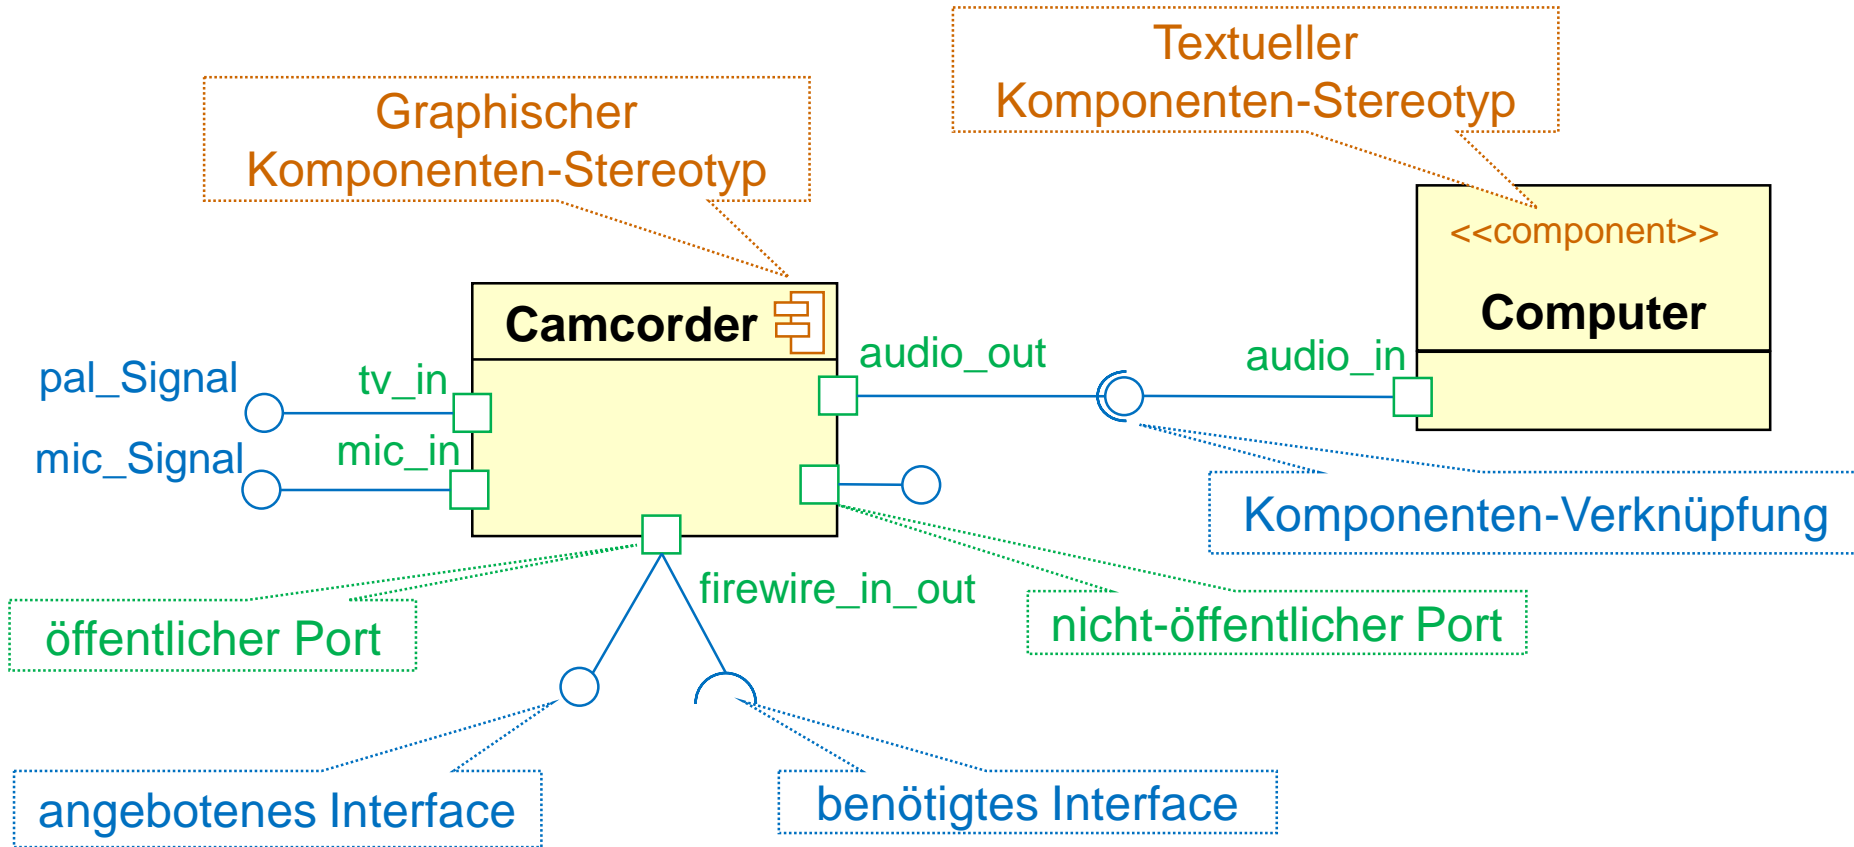 Textueller
Komponenten-Stereotyp
Graphischer
Komponenten-Stereotyp
<<component>>
Computer
Camcorder
audio_out
audio_in
pal_Signal
tv_in
mic_Signal
mic_in
Komponenten-Verknüpfung
firewire_in_out
öffentlicher Port
nicht-öffentlicher Port
angebotenes Interface
benötigtes Interface